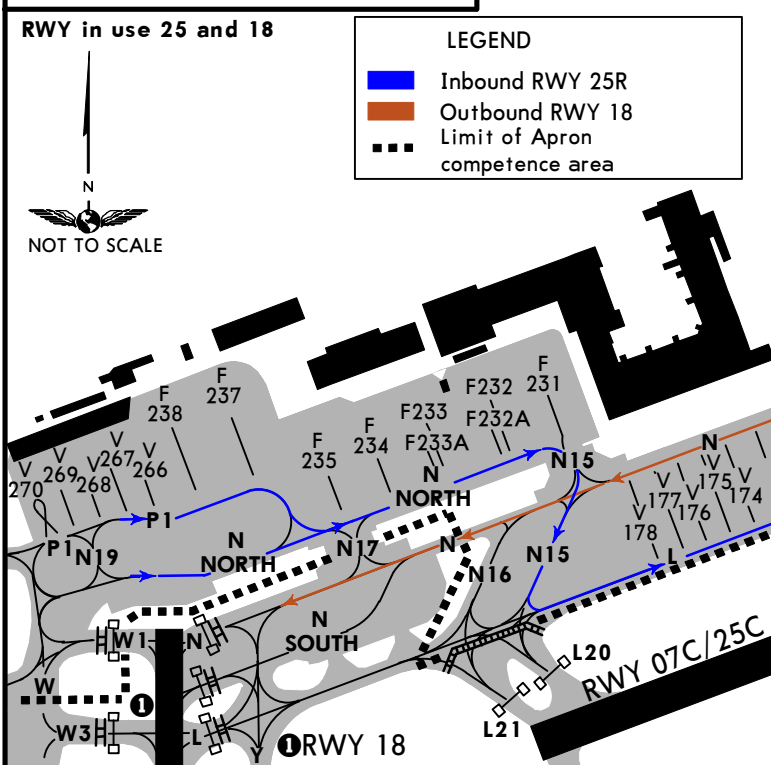 RWY in use 25 and 18
LEGEND
Inbound RWY 25R
Outbound RWY 18
Limit of Apron
competence area
N
NOT TO SCALE
F
238
F
237
F
235
F
234
F233
F233A
F232
F232A
F
231
V
270
V
269
V
268
V
267
V
266
N
NORTH
N15
N
V
178
V
177
V
176
V
175
V
174
P1
P1
N19
N
NORTH
N17
N
N16
N15
L
N
SOUTH
W1
N
W
1
W3
L
Y
1 RWY 18
L20
L21
RWY 07C/25C